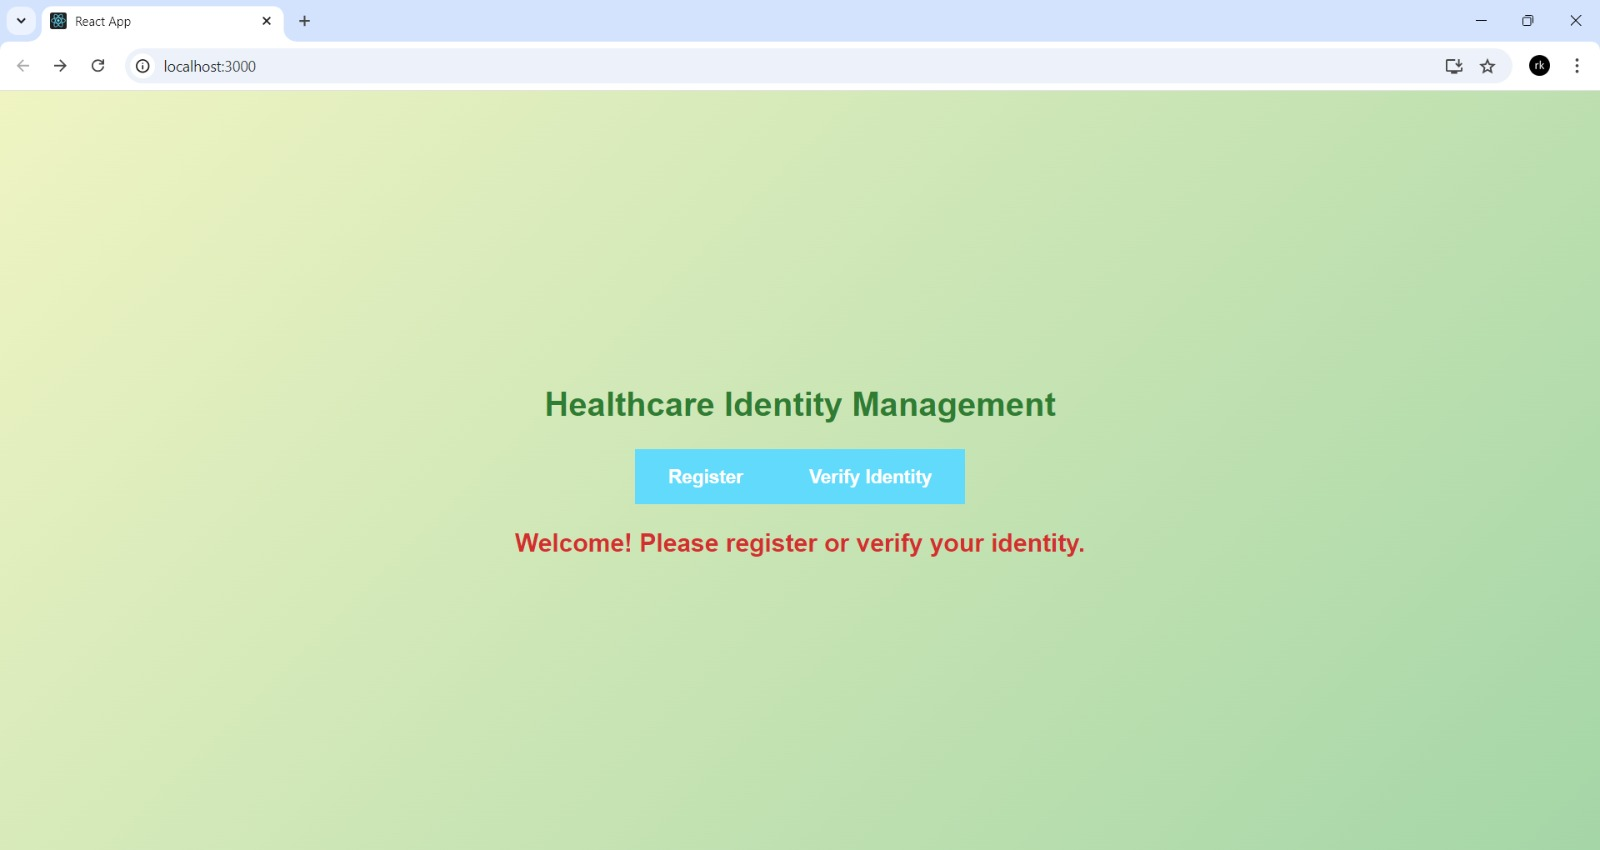 React App
localhost:3000
rk
Healthcare Identity Management
Register Verify Identity
Welcome! Please register or verify your identity.